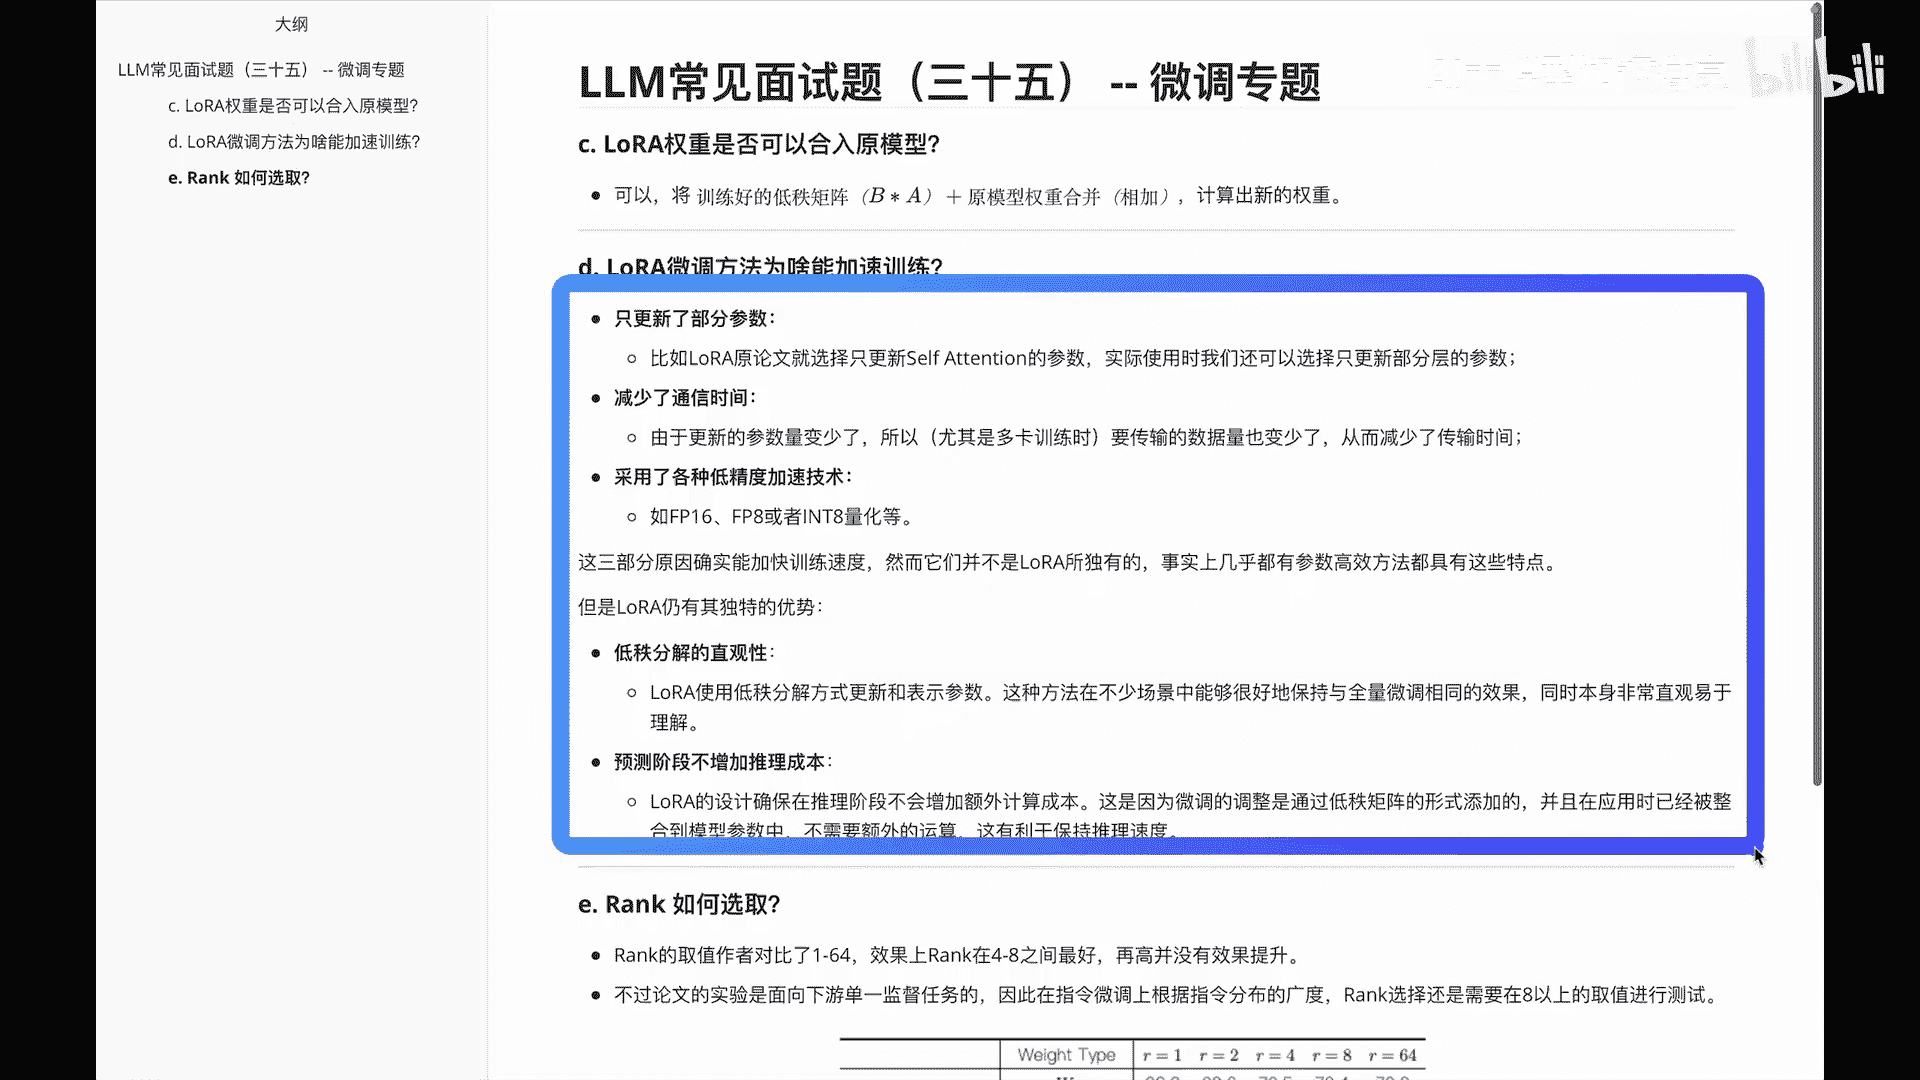 大纲
LLM常见面试题（三十五） -- 微调专题
c. LoRA权重是否可以合入原模型?
d. LoRA微调方法为啥能加速训练?
e. Rank 如何选取?
LLM常见面试题（三十五） -- 微调专题
c. LoRA权重是否可以合入原模型?
可以，将 训练好的低秩矩阵（B * A）+ 原模型权重合并（相加），计算出新的权重。
d. LoRA微调方法为啥能加速训练?
只更新了部分参数：
比如LoRA原论文就选择只更新Self Attention的参数，实际使用时我们还可以选择只更新部分层的参数；
减少了通信时间：
由于更新的参数量变少了，所以（尤其是多卡训练时）要传输的数据量也变少了，从而减少了传输时间；
采用了各种低精度加速技术：
如FP16、FP8或者INT8量化等。
这三部分原因确实能加快训练速度，然而它们并不是LoRA所独有的，事实上几乎都有参数高效方法都具有这些特点。
但是LoRA仍有其独特的优势：
低秩分解的直观性：
LoRA使用低秩分解方式更新和表示参数。这种方法在不少场景中能够很好地保持与全量微调相同的效果，同时本身非常直观易于
理解。
预测阶段不增加推理成本：
LoRA的设计确保在推理阶段不会增加额外计算成本。这是因为微调的调整是通过低秩矩阵的形式添加的，并且在应用时已经被整
合到模型参数中，不需要额外的运算，这有利于保持推理速度。
e. Rank 如何选取?
Rank的取值作者对比了1-64，效果上Rank在4-8之间最好，再高并没有效果提升。
不过论文的实验是面向下游单一监督任务的，因此在指令微调上根据指令分布的广度，Rank选择还是需要在8以上的取值进行测试。
Weight Type r = 1 r = 2 r = 4 r = 8 r = 64
bilibili